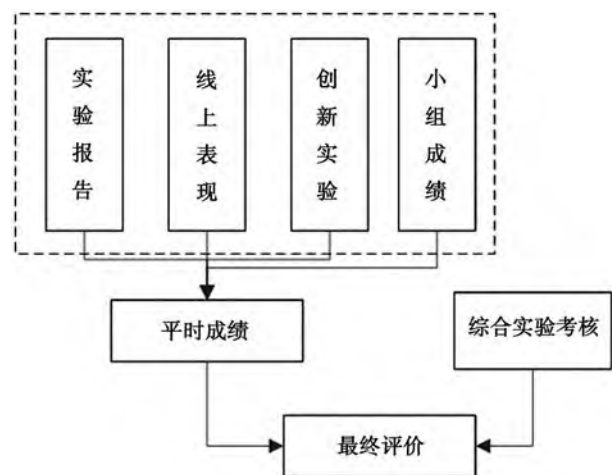 实验报告
线上表现
创新实验
小组成绩
平时成绩
综合实验考核
最终评价